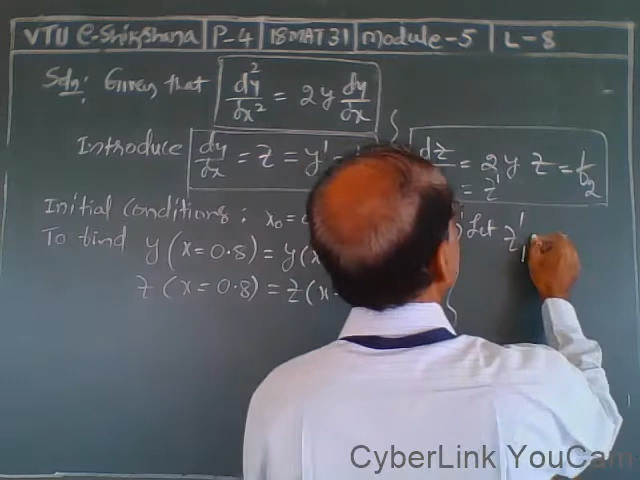 VTU e-Shikshana P-4 18MAT31 module-5 L-8
Soln: Given that d²y/dx² = 2y dy/dx
Introduce dy/dx = z = y' = dz = 2y z = f₂
= z'
Initial Conditions: x₀ = Let z₁'
To find y(x=0.8) = y(x
z(x=0.8) = z(x
CyberLink YouCam